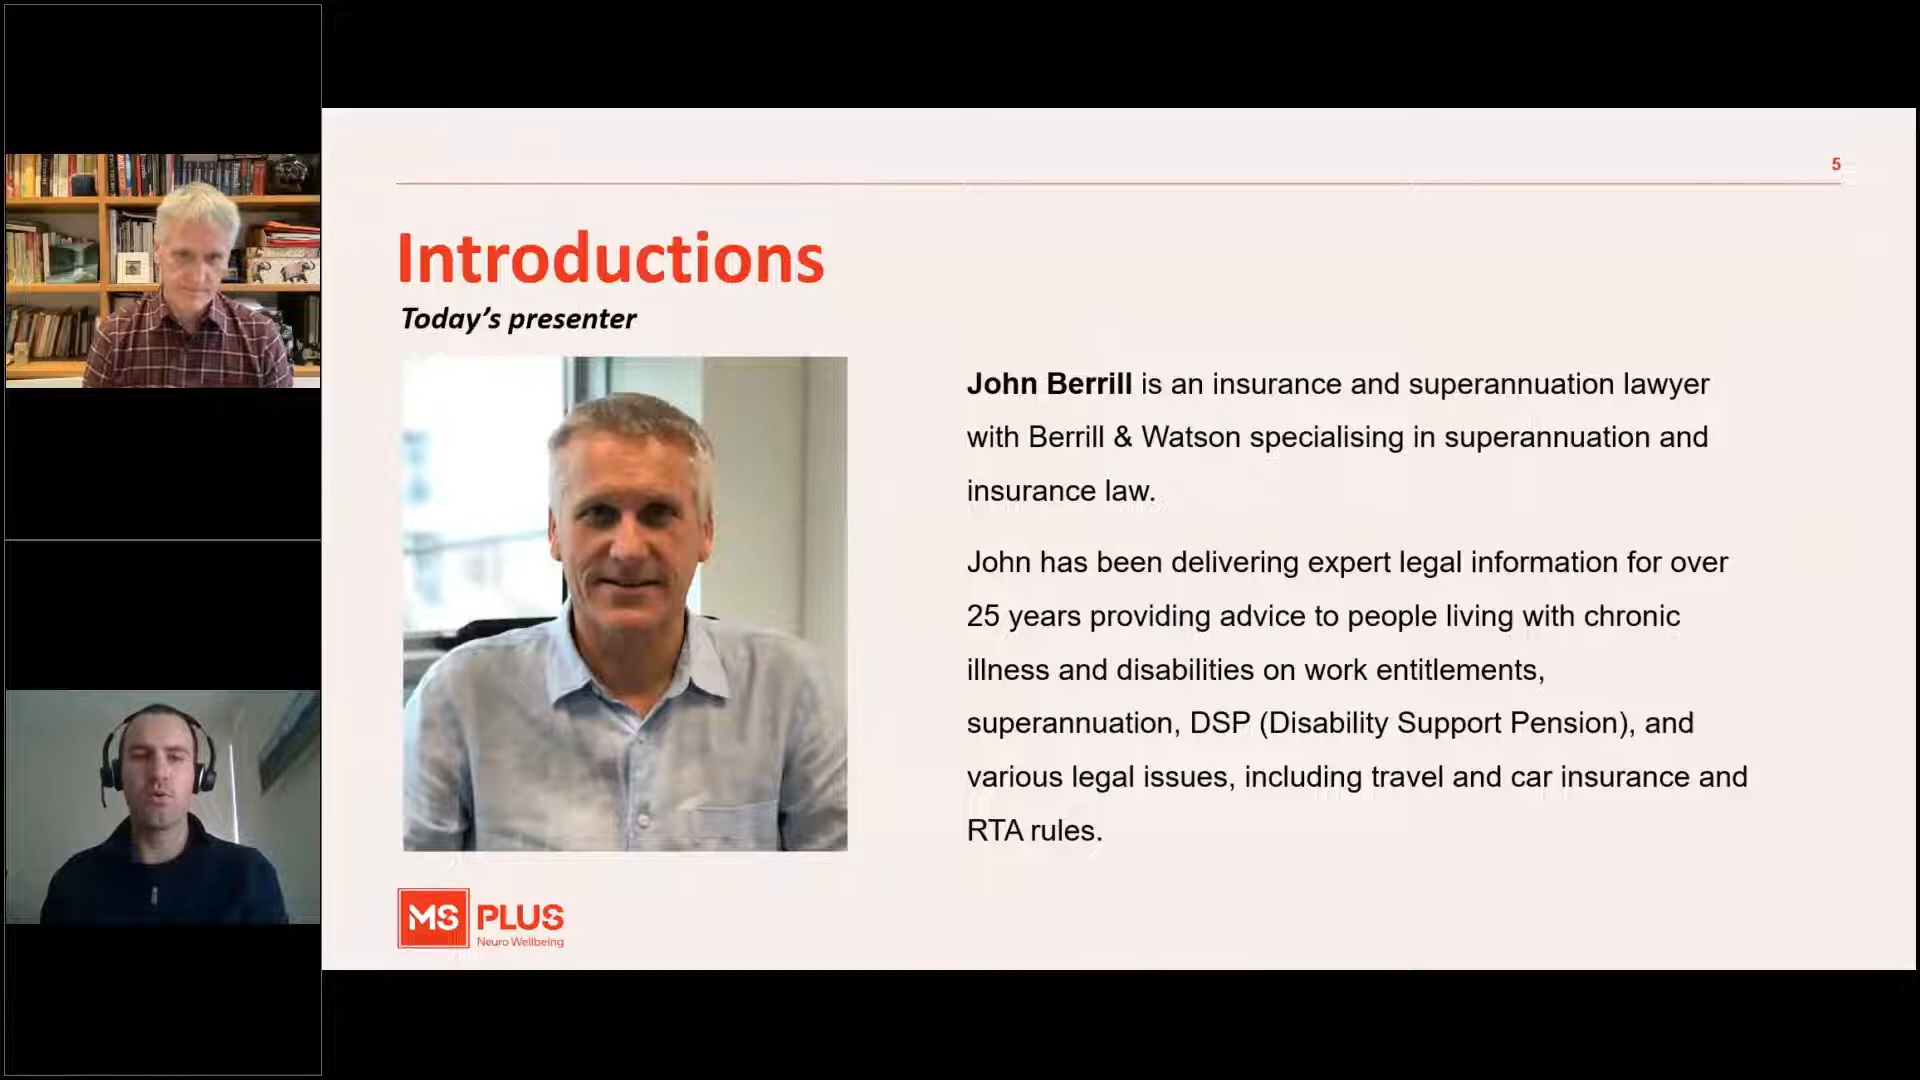 5
Introductions
Today's presenter
John Berrill is an insurance and superannuation lawyer
with Berrill & Watson specialising in superannuation and
insurance law.
John has been delivering expert legal information for over
25 years providing advice to people living with chronic
illness and disabilities on work entitlements,
superannuation, DSP (Disability Support Pension), and
various legal issues, including travel and car insurance and
RTA rules.
MS PLUS
Neuro Wellbeing